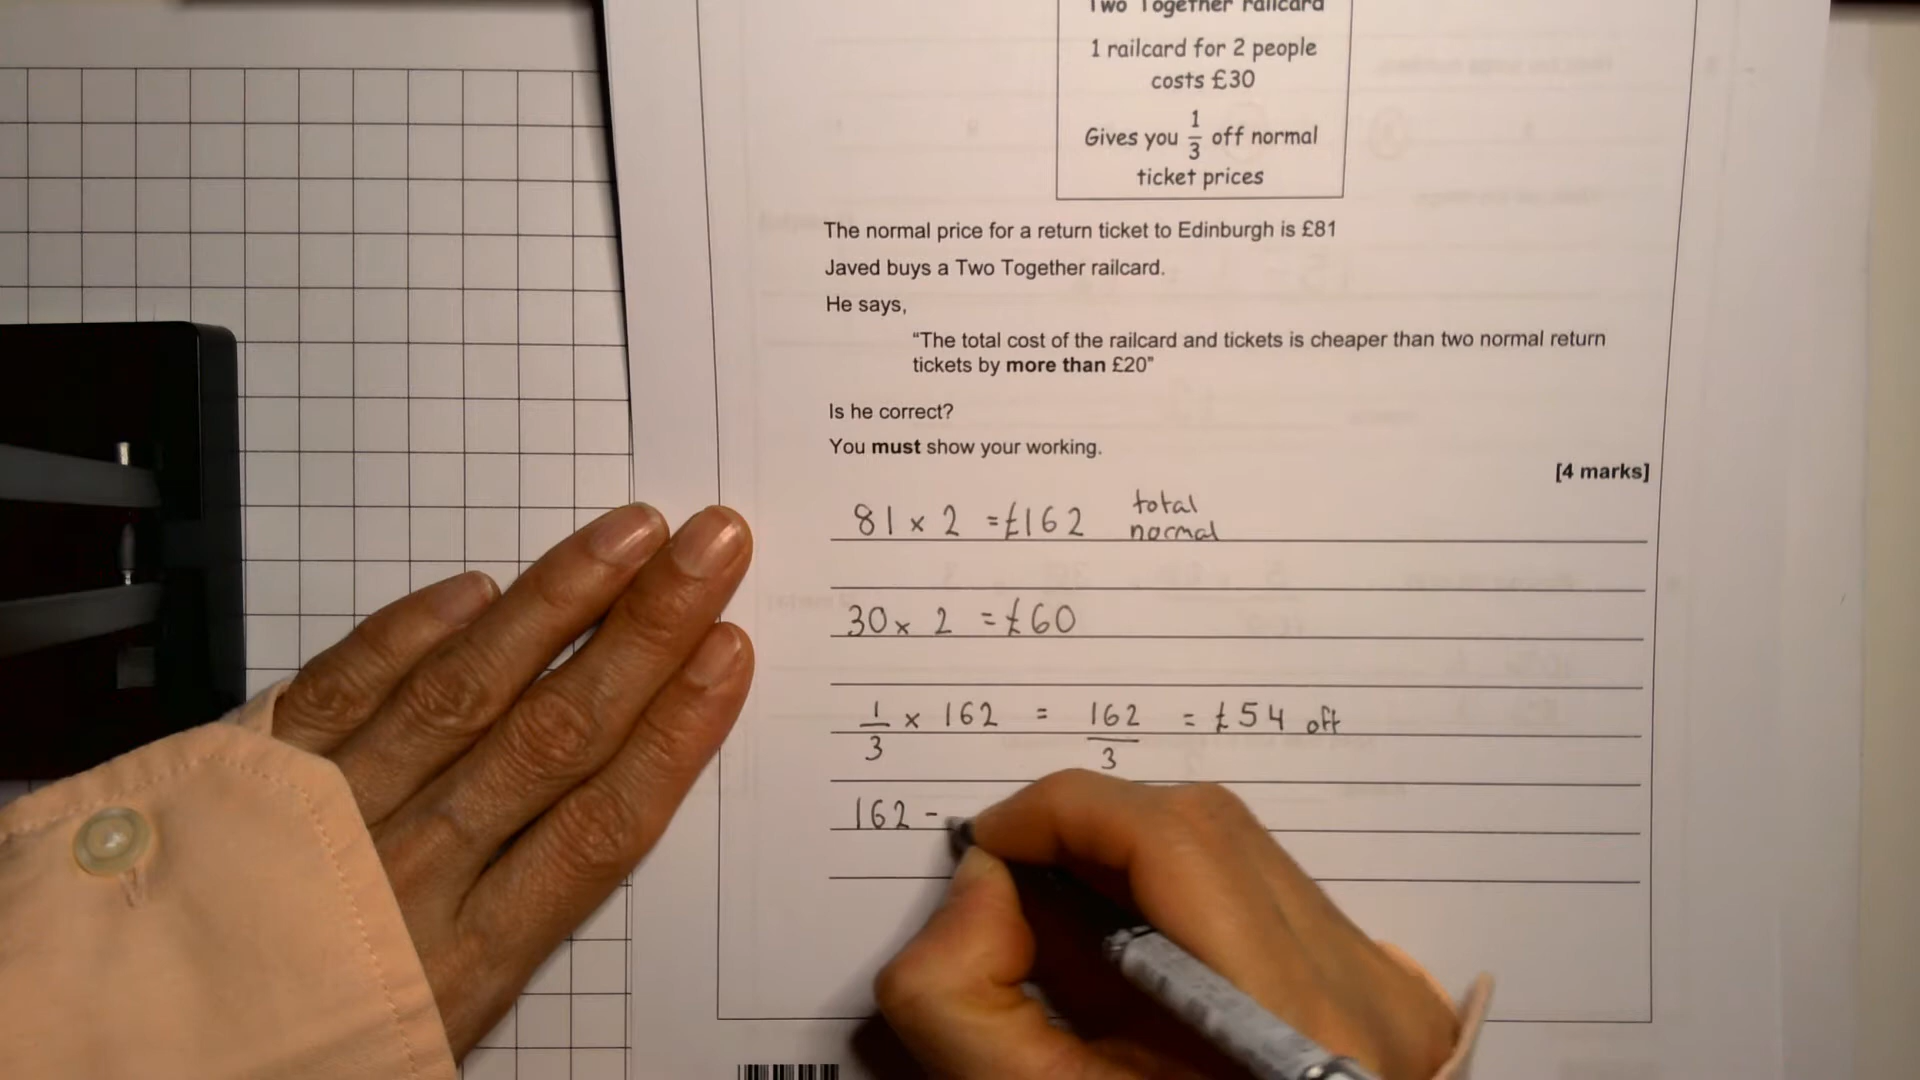 Two Together railcard
1 railcard for 2 people
costs £30
Gives you 1/3 off normal
ticket prices
The normal price for a return ticket to Edinburgh is £81
Javed buys a Two Together railcard.
He says,
“The total cost of the railcard and tickets is cheaper than two normal return
tickets by more than £20”
Is he correct?
You must show your working.
[4 marks]
81 × 2 = £162 total
normal
30 × 2 = £60
1/3 × 162 = 162/3 = £54 off
162 -